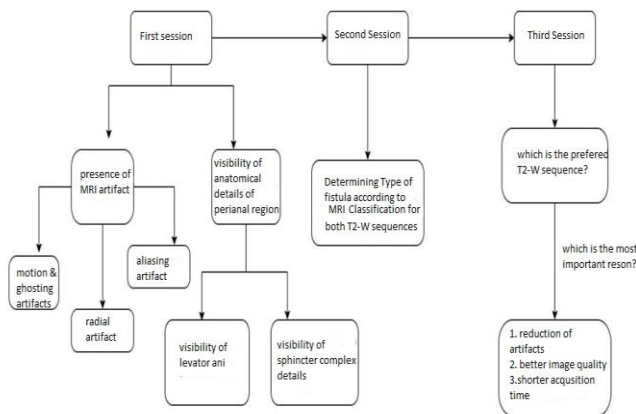 First session
Second Session
Third Session
presence of
MRI artifact
visibility of
anatomical
details of
perianal region
Determining Type of
fistula according to
MRI Classification for
both T2-W sequences
which is the prefered
T2-W sequence?
motion &
ghosting
artifacts
radial
artifact
aliasing
artifact
visibility of
levator ani
visibility of
sphincter complex
details
which is the most
important reson?
1. reduction of
artifacts
2. better image quality
3.shorter acqusition
time